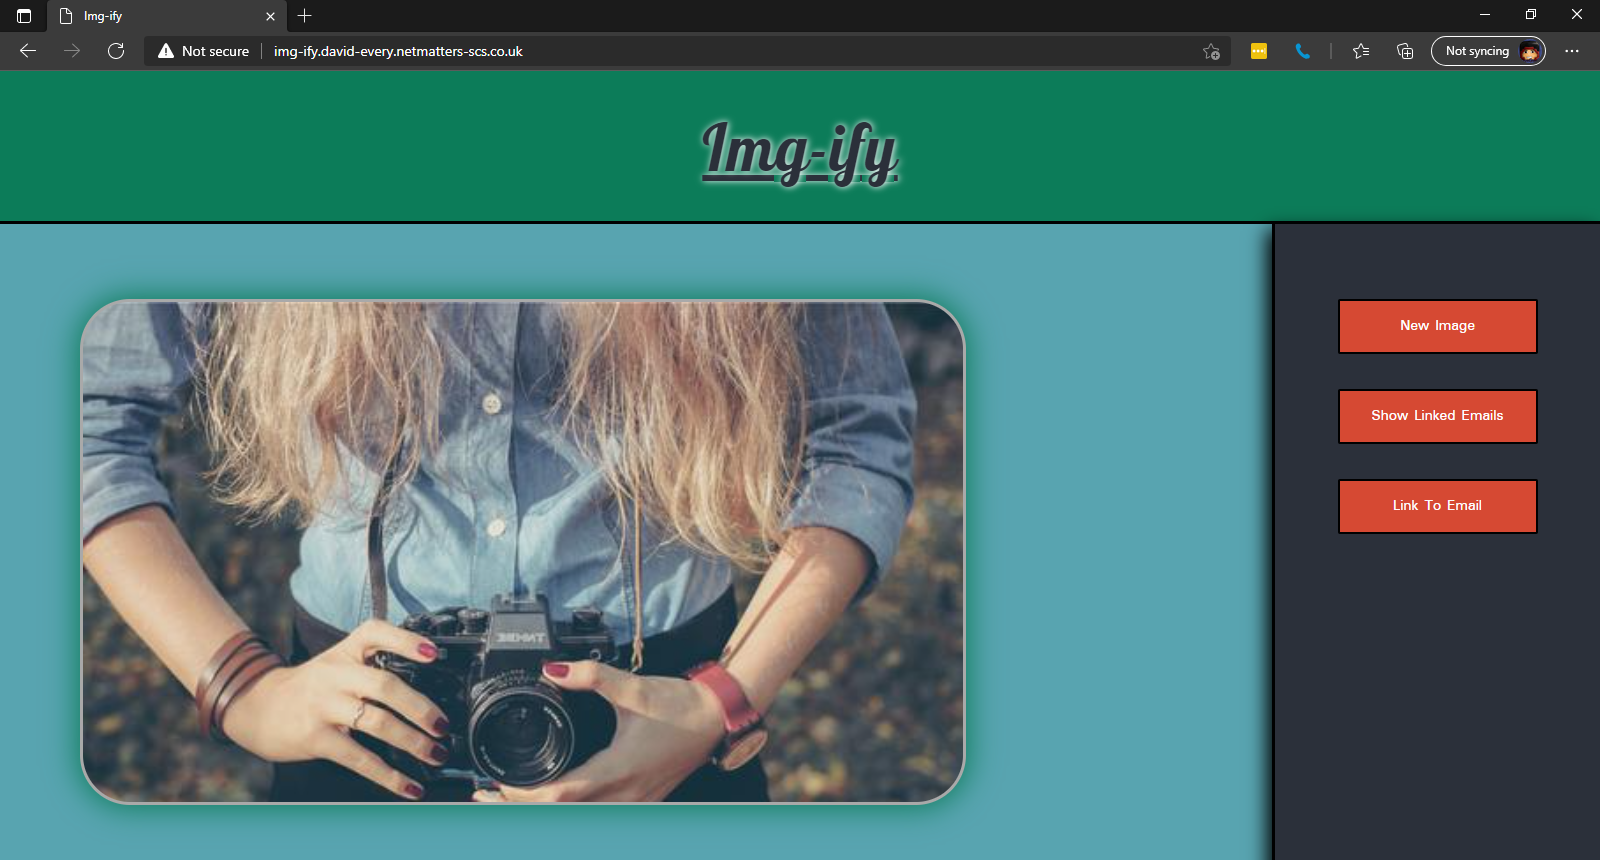 Img-ify
Not secure
img-ify.david-every.netmatters-scs.co.uk
Not syncing
Img-ify
New Image
Show Linked Emails
Link To Email